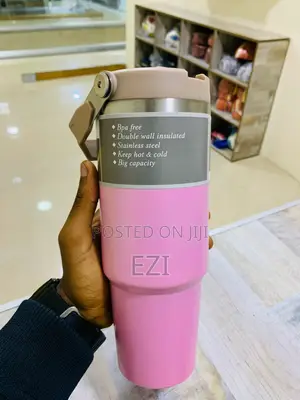 Bpa free
Double wall insulated
Stainless steel
Keep hot & cold
Big capacity
POSTED ON JIJI
EZI